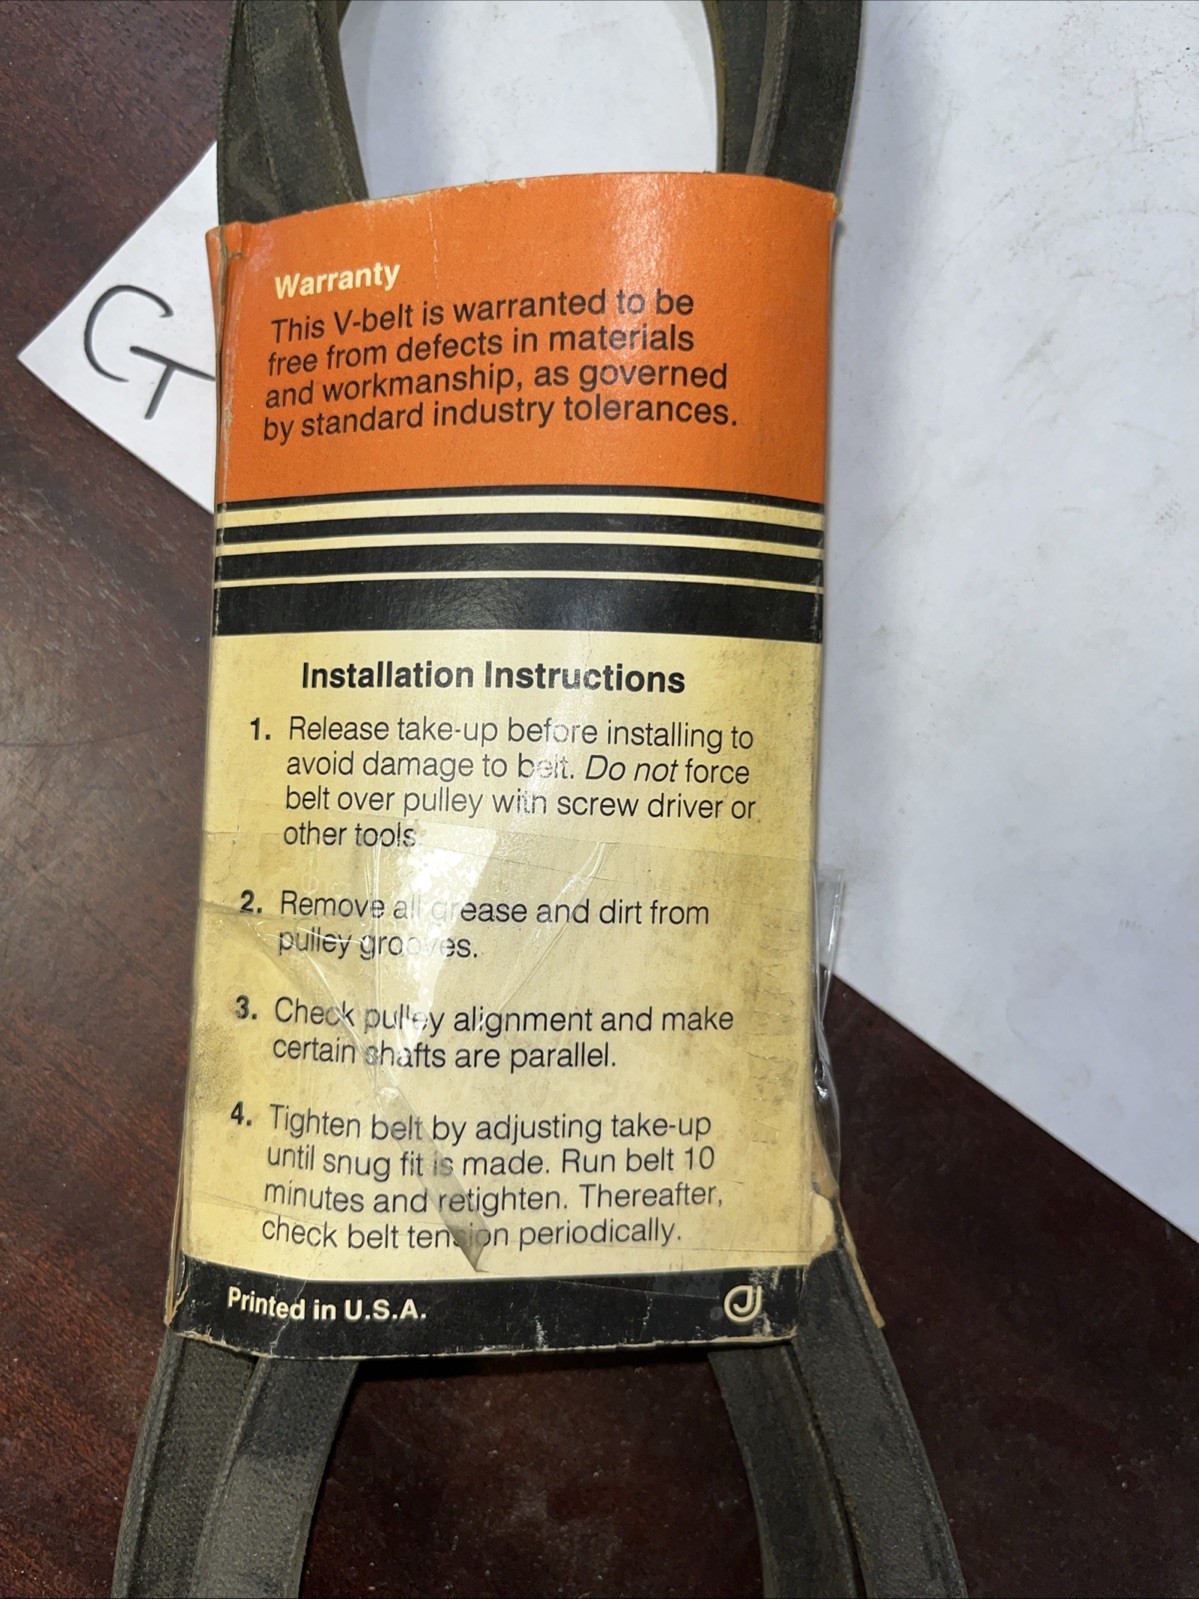 CT
Warranty
This V-belt is warranted to be
free from defects in materials
and workmanship, as governed
by standard industry tolerances.
Installation Instructions
1. Release take-up before installing to
avoid damage to belt. Do not force
belt over pulley with screw driver or
other tools.
2. Remove all grease and dirt from
pulley grooves.
3. Check pulley alignment and make
certain shafts are parallel.
4. Tighten belt by adjusting take-up
until snug fit is made. Run belt 10
minutes and retighten. Thereafter,
check belt tension periodically.
Printed in U.S.A.